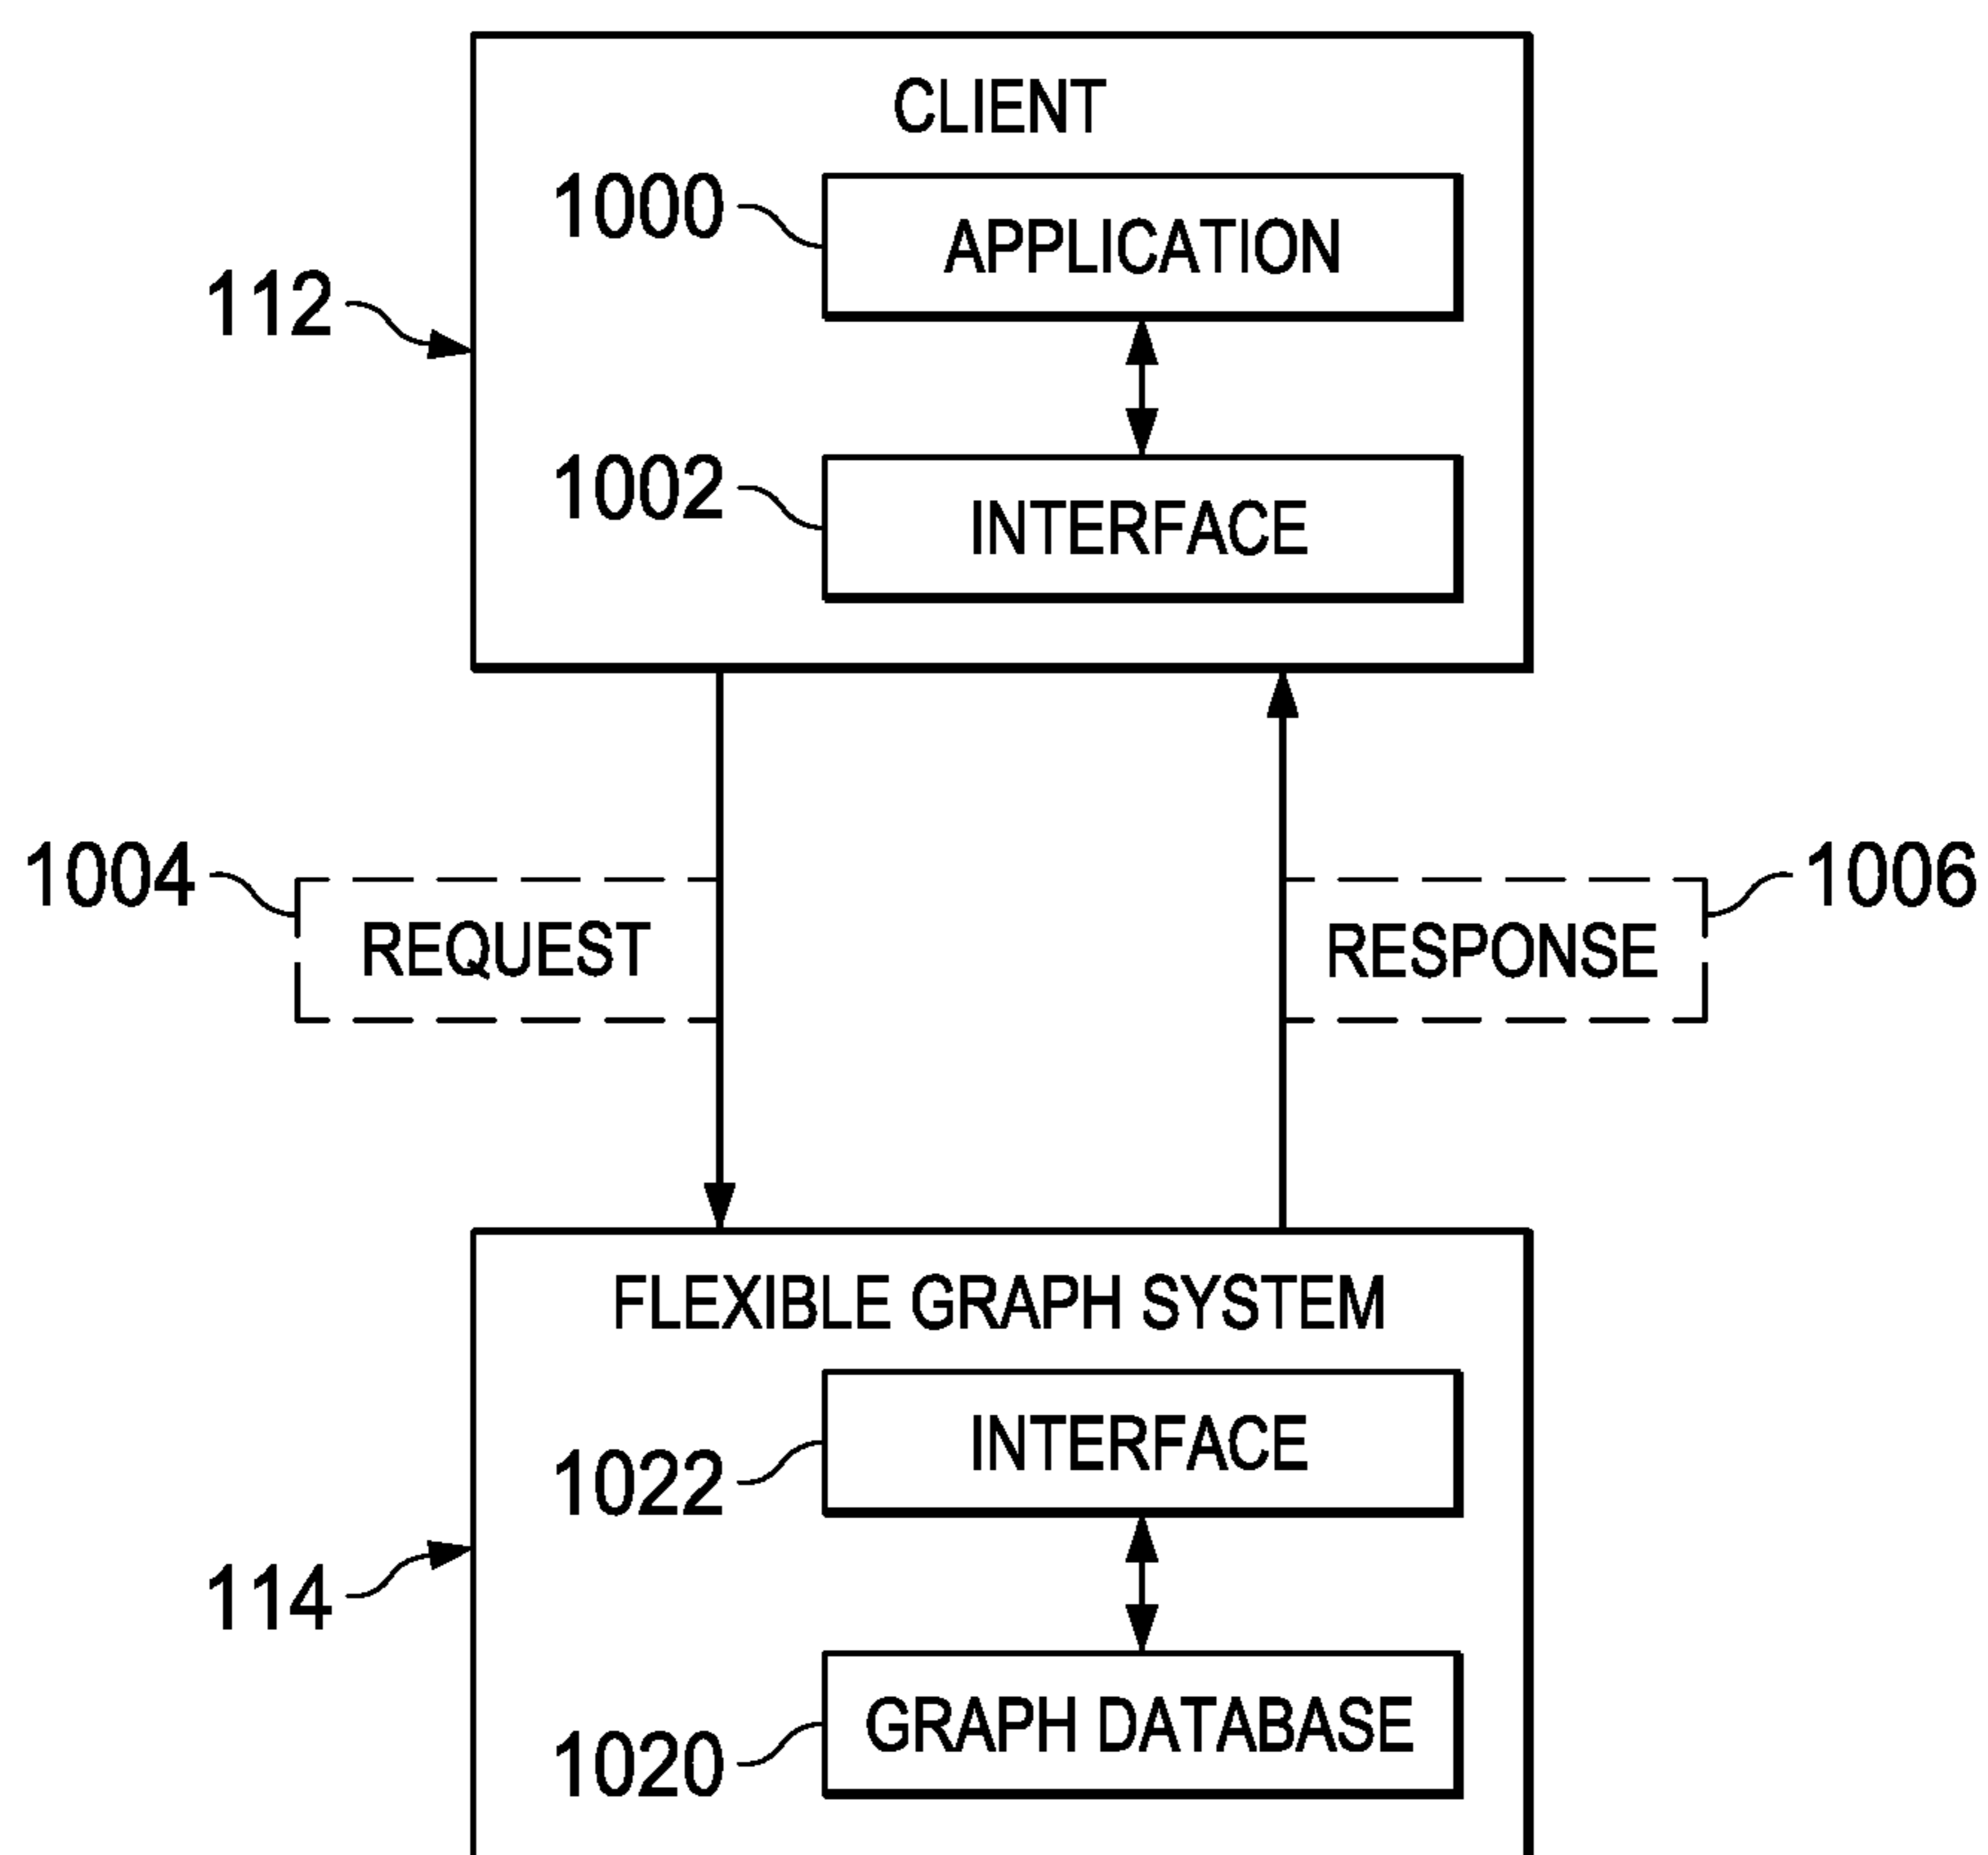 CLIENT
1000
APPLICATION
112
1002
INTERFACE
1004
REQUEST
1006
RESPONSE
FLEXIBLE GRAPH SYSTEM
1022
INTERFACE
114
1020
GRAPH DATABASE